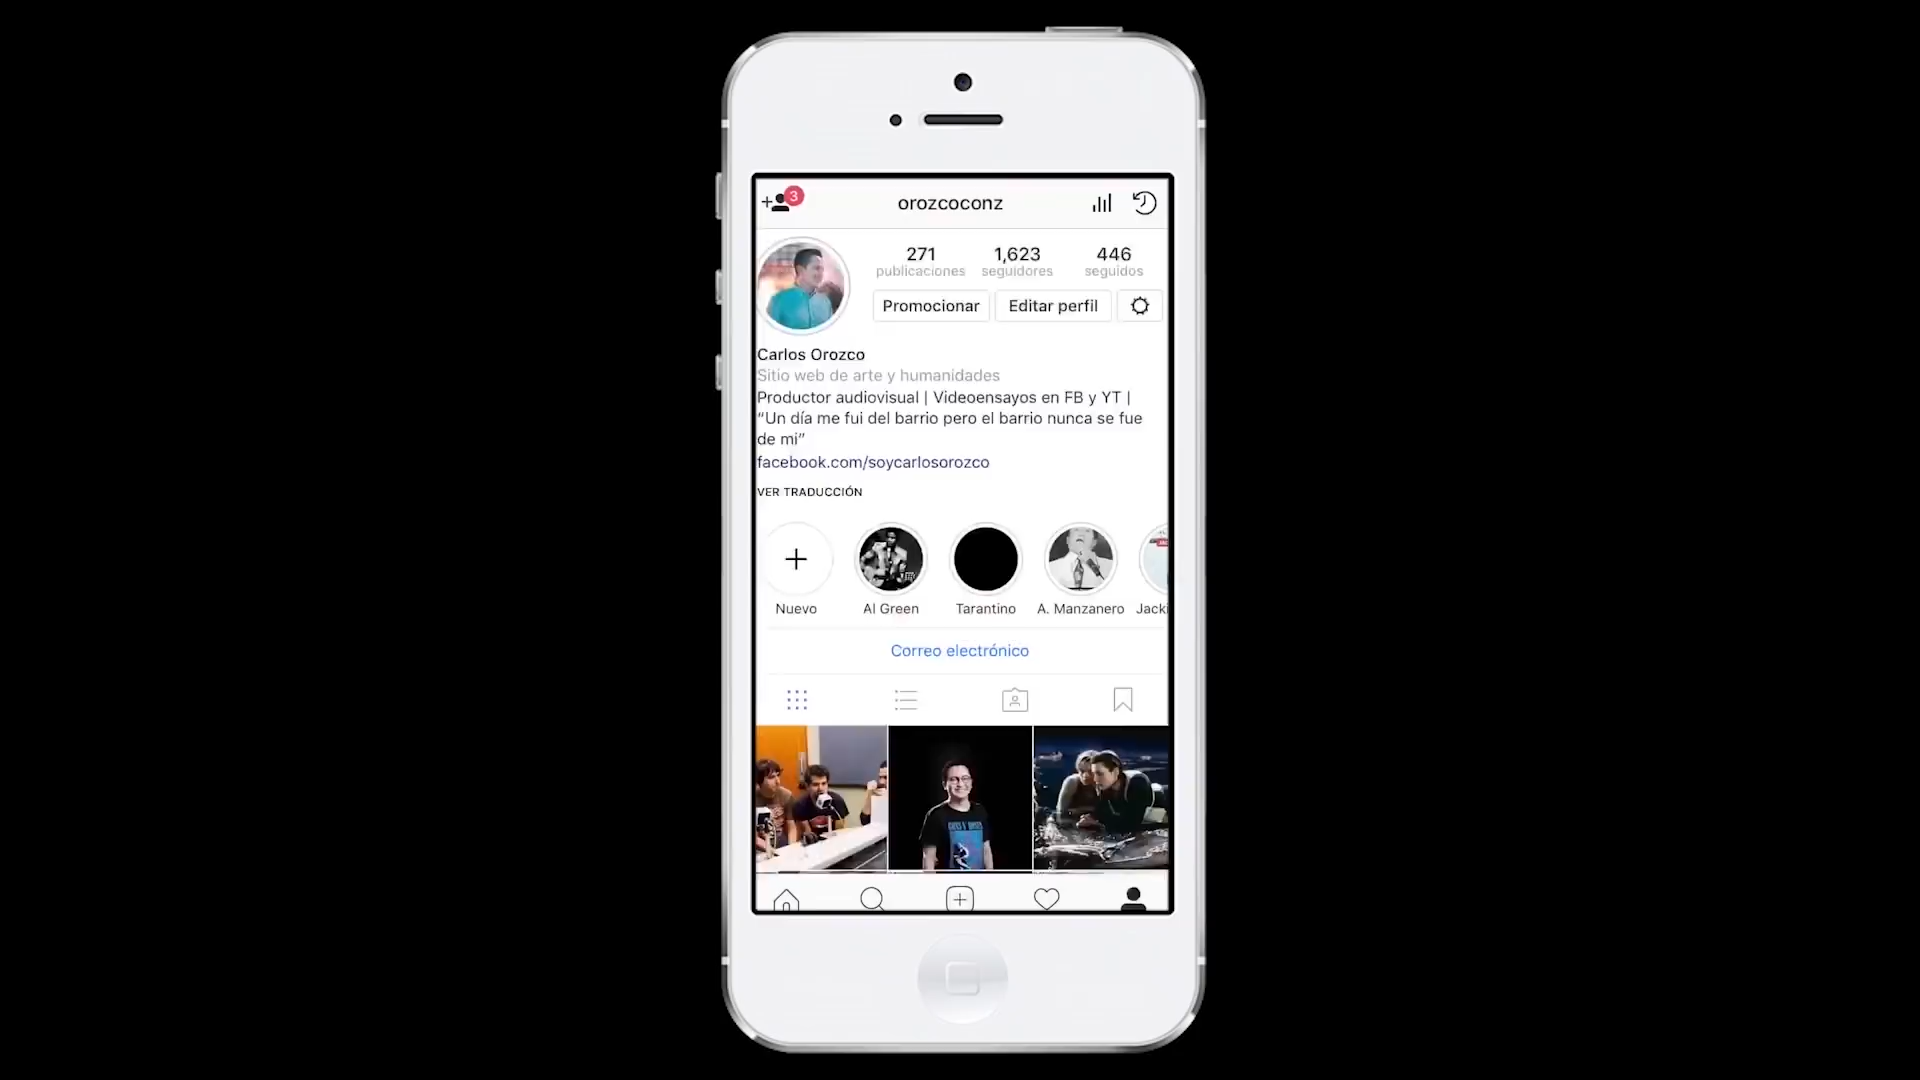 3
orozcoconz
271 1,623 446
publicaciones seguidores seguidos
Promocionar Editar perfil
Carlos Orozco
Sitio web de arte y humanidades
Productor audiovisual | Videoensayos en FB y YT |
“Un día me fui del barrio pero el barrio nunca se fue
de mi”
facebook.com/soycarlosorozco
VER TRADUCCIÓN
Nuevo Al Green Tarantino A. Manzanero Jacki
Correo electrónico